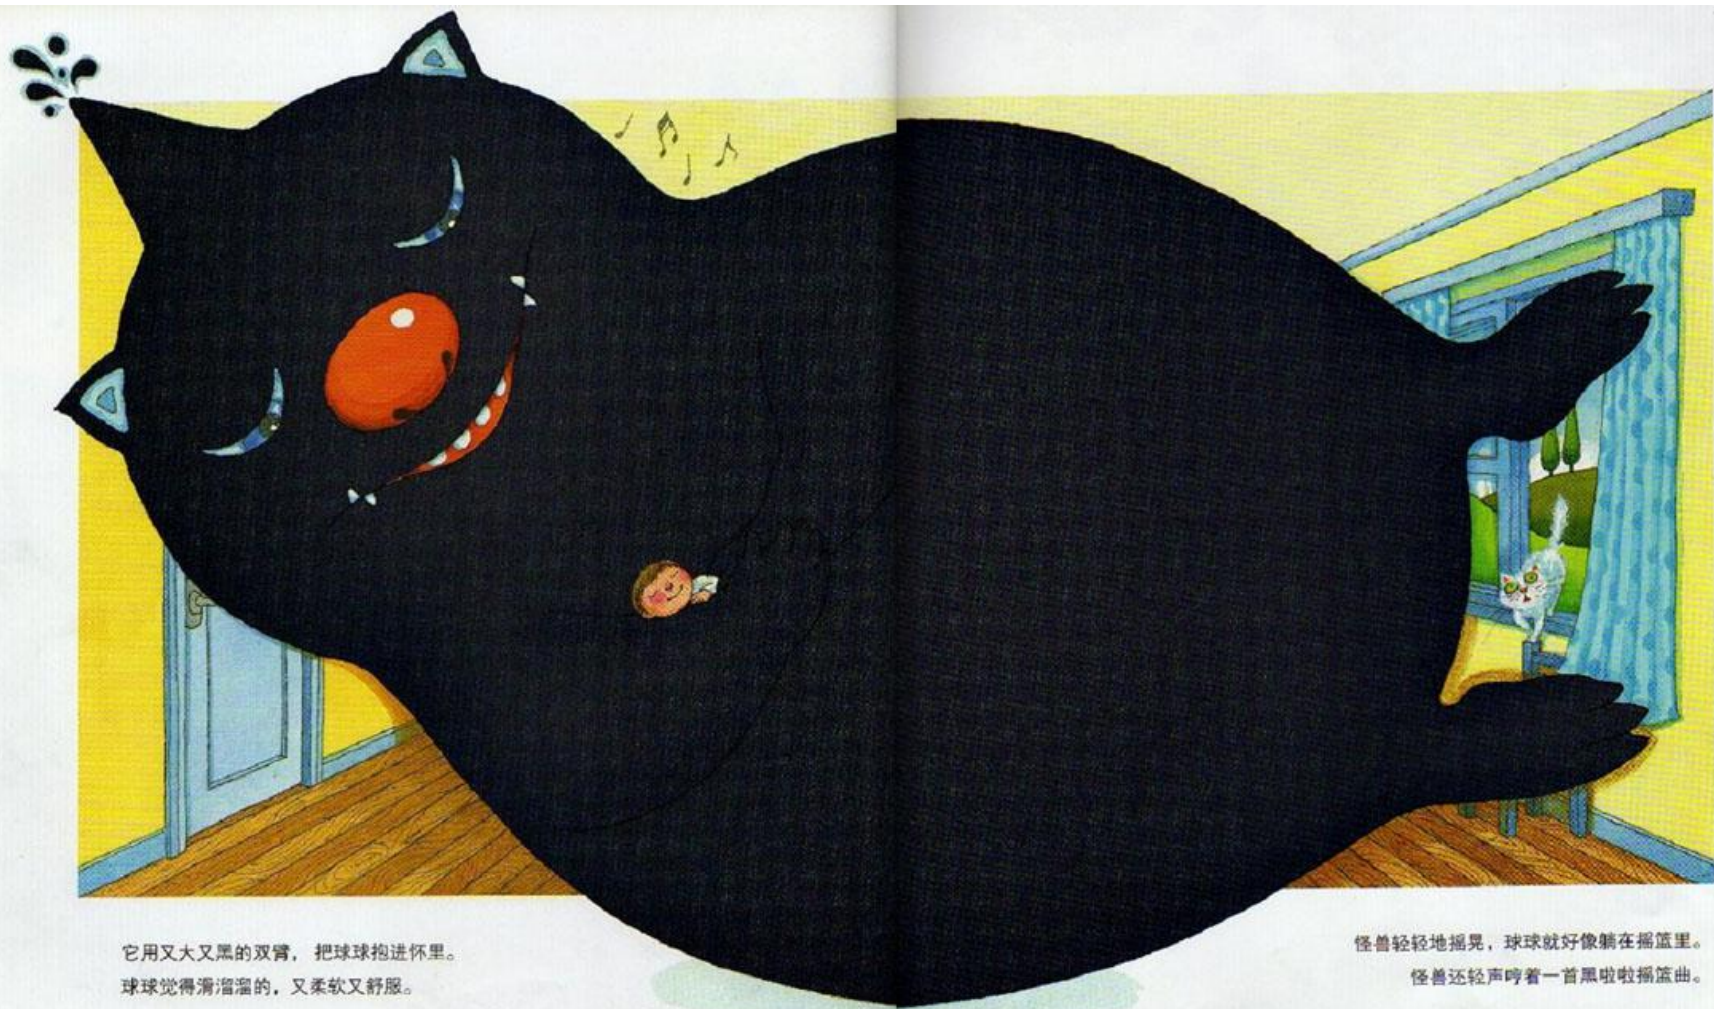 它用又大又黑的双臂，把球球抱进怀里。
球球觉得滑溜溜的，又柔软又舒服。
怪兽轻轻地摇晃，球球就好像躺在摇篮里。
怪兽还轻声哼着一首黑啦啦摇篮曲。